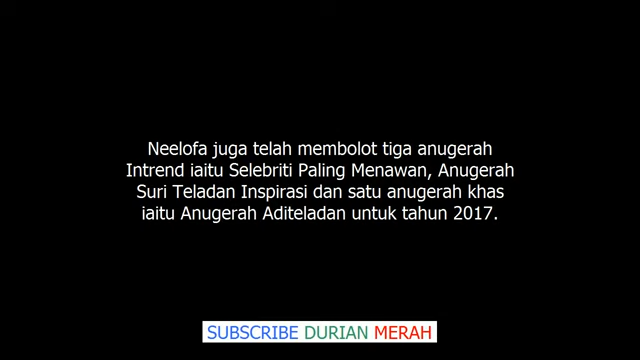 Neelofa juga telah membolot tiga anugerah
Intrend iaitu Selebriti Paling Menawan, Anugerah
Suri Teladan Inspirasi dan satu anugerah khas
iaitu Anugerah Aditeladan untuk tahun 2017.
SUBSCRIBE DURIAN MERAH